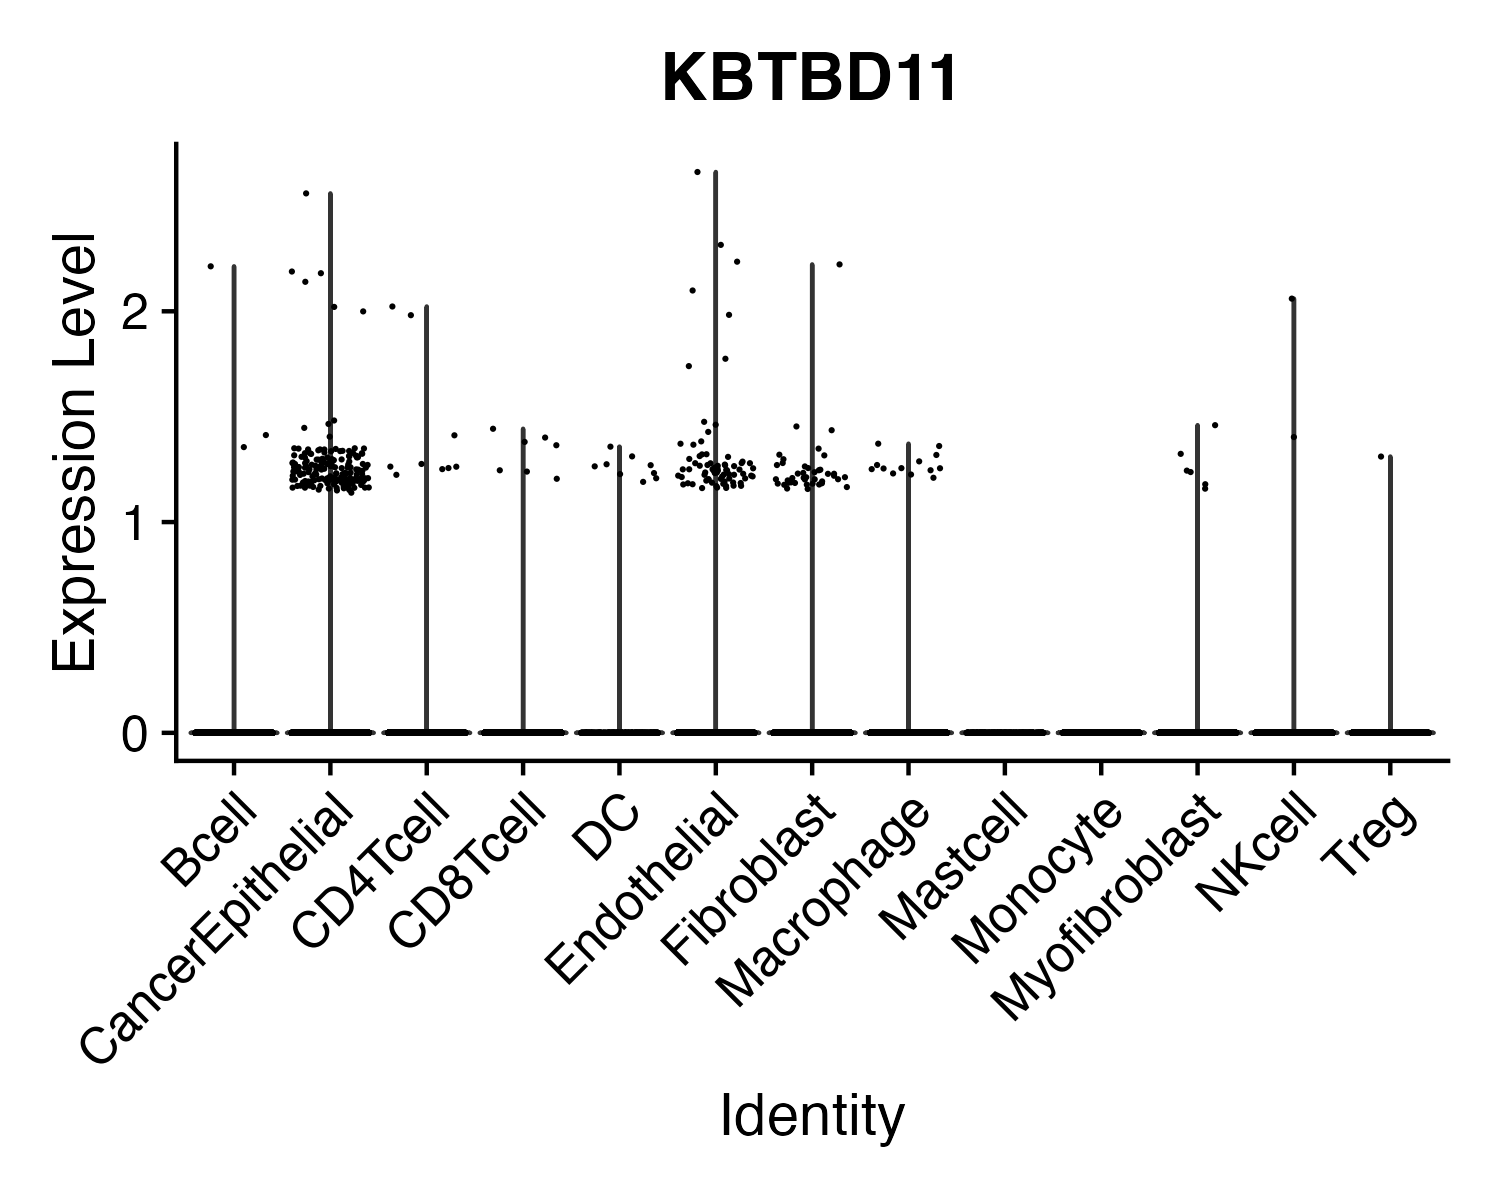 KBTBD11
Expression Level
2
1
0
Bcell
CancerEpithelial
CD4Tcell
CD8Tcell
DC
Endothelial
Fibroblast
Macrophage
Mastcell
Monocyte
Myofibroblast
NKcell
Treg
Identity